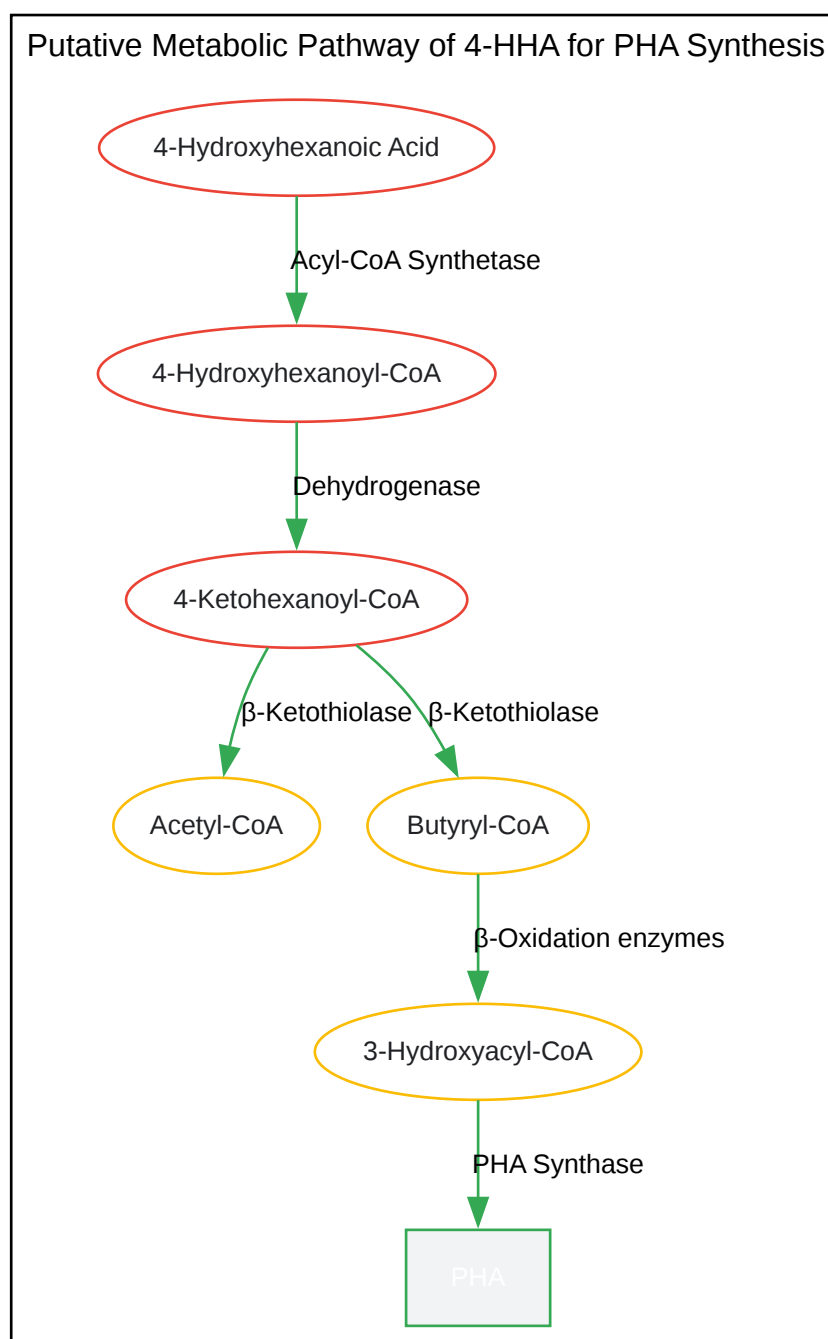 Putative Metabolic Pathway of 4-HHA for PHA Synthesis
4-Hydroxyhexanoic Acid
Acyl-CoA Synthetase
4-Hydroxyhexanoyl-CoA
Dehydrogenase
4-Ketohexanoyl-CoA
β-Ketothiolase β-Ketothiolase
Acetyl-CoA Butyryl-CoA
β-Oxidation enzymes
3-Hydroxyacyl-CoA
PHA Synthase
PHA